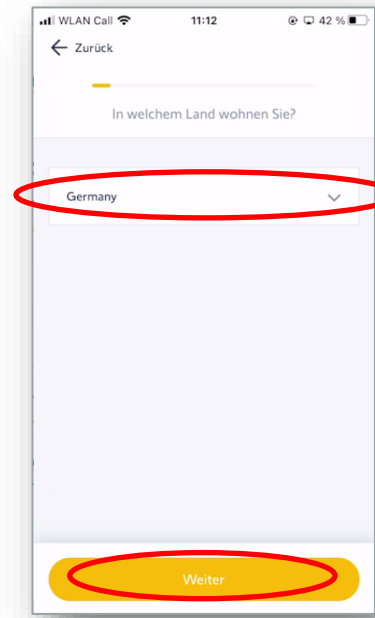 WLAN Call 11:12 42 %
Zurück
In welchem Land wohnen Sie?
Germany
Weiter